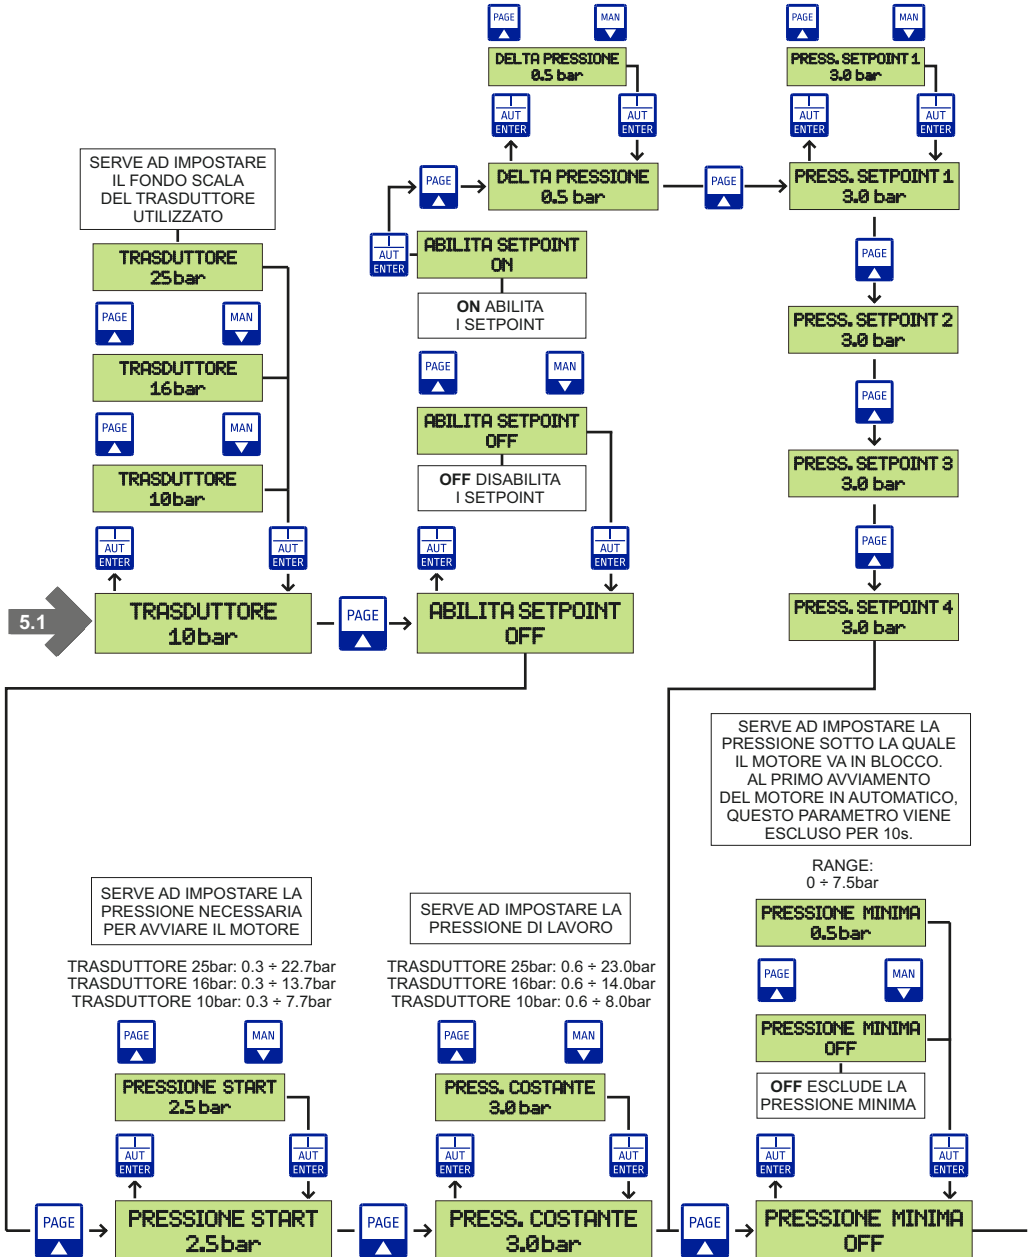 PAGE
MAN
DELTA PRESSIONE
0.5 bar
AUT
ENTER
AUT
ENTER
PAGE
DELTA PRESSIONE
0.5 bar
PAGE
PAGE
MAN
PRESS. SETPOINT 1
3.0 bar
AUT
ENTER
AUT
ENTER
PRESS. SETPOINT 1
3.0 bar
SERVE AD IMPOSTARE
IL FONDO SCALA
DEL TRASDUTTORE
UTILIZZATO
TRASDUTTORE
25bar
PAGE
MAN
TRASDUTTORE
16bar
PAGE
MAN
TRASDUTTORE
10bar
AUT
ENTER
AUT
ENTER
5.1
TRASDUTTORE
10bar
PAGE
AUT
ENTER
ABILITA SETPOINT
ON
ON ABILITA
I SETPOINT
PAGE
MAN
ABILITA SETPOINT
OFF
OFF DISABILITA
I SETPOINT
AUT
ENTER
AUT
ENTER
ABILITA SETPOINT
OFF
PAGE
PRESS. SETPOINT 2
3.0 bar
PAGE
PRESS. SETPOINT 3
3.0 bar
PAGE
PRESS. SETPOINT 4
3.0 bar
SERVE AD IMPOSTARE LA
PRESSIONE NECESSARIA
PER AVVIARE IL MOTORE
TRASDUTTORE 25bar: 0.3 ÷ 22.7bar
TRASDUTTORE 16bar: 0.3 ÷ 13.7bar
TRASDUTTORE 10bar: 0.3 ÷ 7.7bar
PAGE
MAN
PRESSIONE START
2.5 bar
AUT
ENTER
AUT
ENTER
PAGE
PRESSIONE START
2.5bar
SERVE AD IMPOSTARE LA
PRESSIONE DI LAVORO
TRASDUTTORE 25bar: 0.6 ÷ 23.0bar
TRASDUTTORE 16bar: 0.6 ÷ 14.0bar
TRASDUTTORE 10bar: 0.6 ÷ 8.0bar
PAGE
MAN
PRESS. COSTANTE
3.0 bar
AUT
ENTER
AUT
ENTER
PAGE
PRESS. COSTANTE
3.0bar
SERVE AD IMPOSTARE LA
PRESSIONE SOTTO LA QUALE
IL MOTORE VA IN BLOCCO.
AL PRIMO AVVIAMENTO
DEL MOTORE IN AUTOMATICO,
QUESTO PARAMETRO VIENE
ESCLUSO PER 10s.
RANGE:
0 ÷ 7.5bar
PRESSIONE MINIMA
0.5bar
PAGE
MAN
PRESSIONE MINIMA
OFF
OFF ESCLUDE LA
PRESSIONE MINIMA
AUT
ENTER
AUT
ENTER
PAGE
PRESSIONE MINIMA
OFF